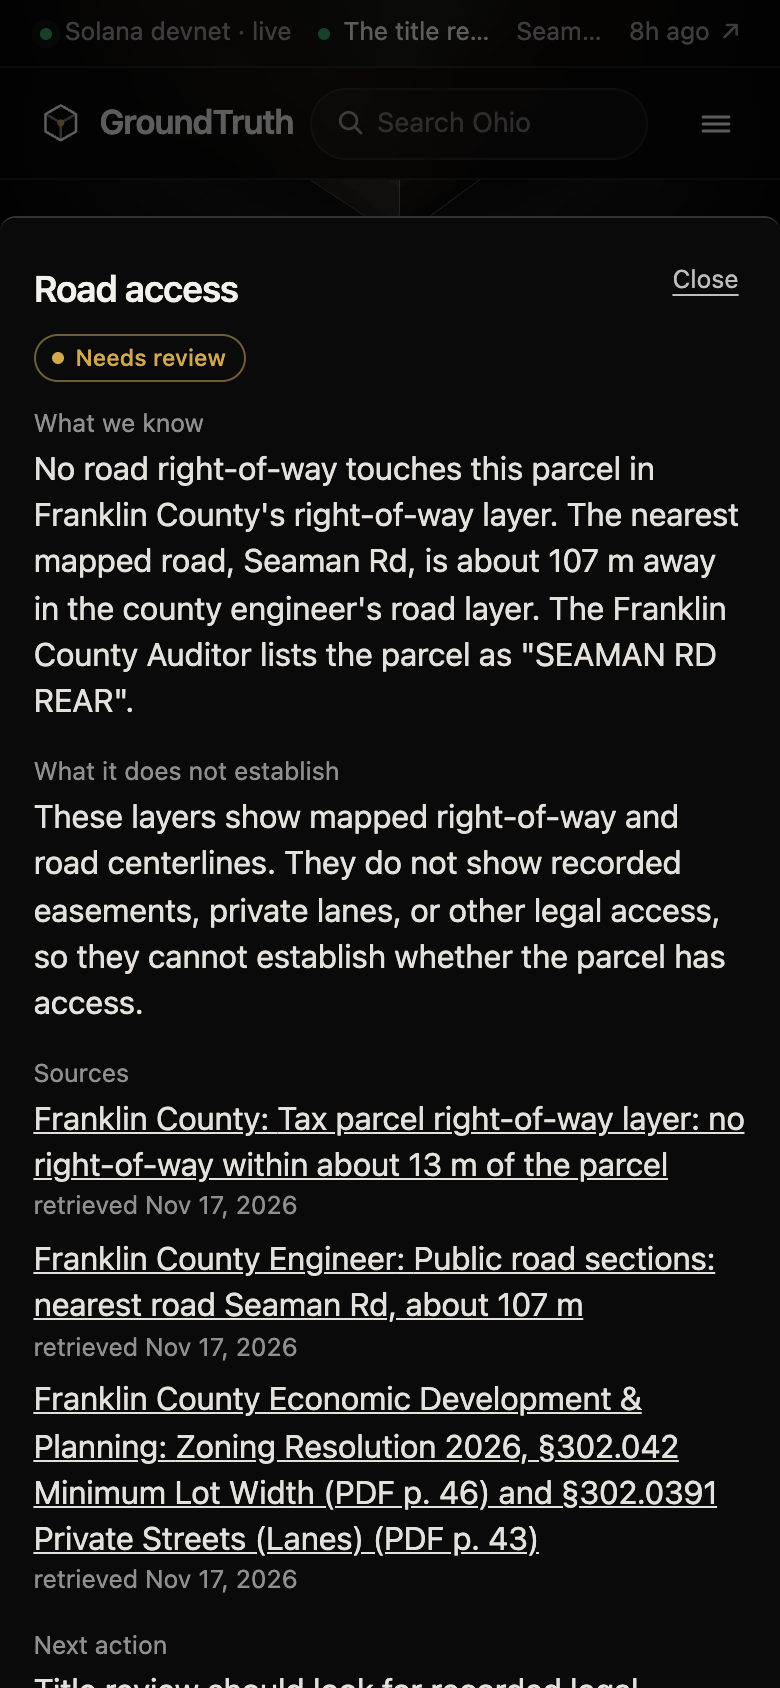 Solana devnet · live The title re... Seam... 8h ago ↗
GroundTruth Search Ohio
Road access
Close
Needs review
What we know
No road right-of-way touches this parcel in
Franklin County's right-of-way layer. The nearest
mapped road, Seaman Rd, is about 107 m away
in the county engineer's road layer. The Franklin
County Auditor lists the parcel as "SEAMAN RD
REAR".
What it does not establish
These layers show mapped right-of-way and
road centerlines. They do not show recorded
easements, private lanes, or other legal access,
so they cannot establish whether the parcel has
access.
Sources
Franklin County: Tax parcel right-of-way layer: no
right-of-way within about 13 m of the parcel
retrieved Nov 17, 2026
Franklin County Engineer: Public road sections:
nearest road Seaman Rd, about 107 m
retrieved Nov 17, 2026
Franklin County Economic Development &
Planning: Zoning Resolution 2026, §302.042
Minimum Lot Width (PDF p. 46) and §302.0391
Private Streets (Lanes) (PDF p. 43)
retrieved Nov 17, 2026
Next action
Title review should look for recorded legal